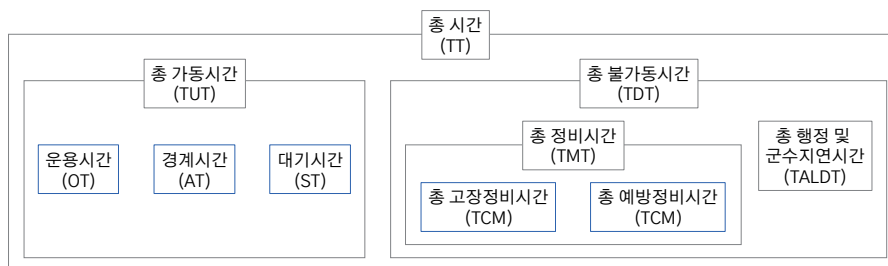 총 시간
(TT)
총 가동시간
(TUT)
운용시간
(OT)
경계시간
(AT)
대기시간
(ST)
총 불가동시간
(TDT)
총 정비시간
(TMT)
총 고장정비시간
(TCM)
총 예방정비시간
(TCM)
총 행정 및
군수지연시간
(TALDT)